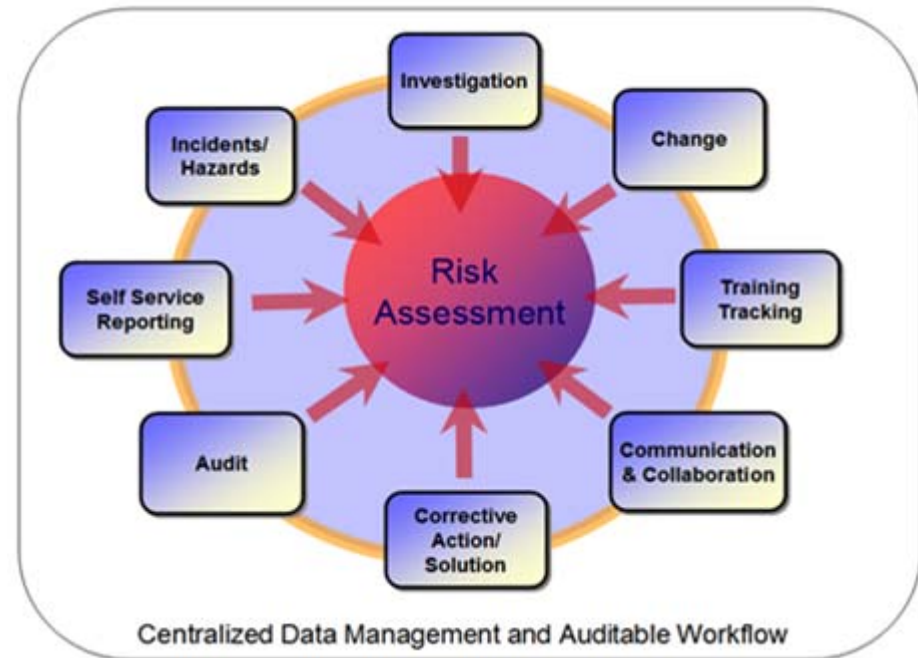 Investigation
Change
Incidents/
Hazards
Risk
Assessment
Self Service
Reporting
Training
Tracking
Audit
Communication
& Collaboration
Corrective
Action/
Solution
Centralized Data Management and Auditable Workflow